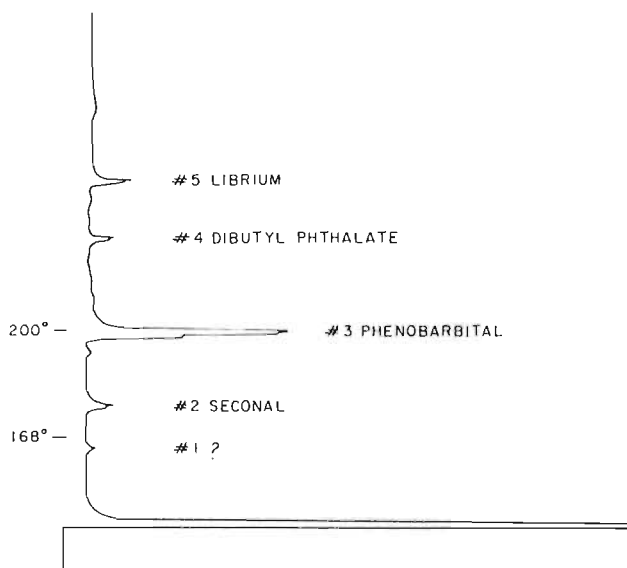 #5 LIBRIUM
#4 DIBUTYL PHTHALATE
200°
#3 PHENOBARBITAL
#2 SECONAL
168°
#1 ?